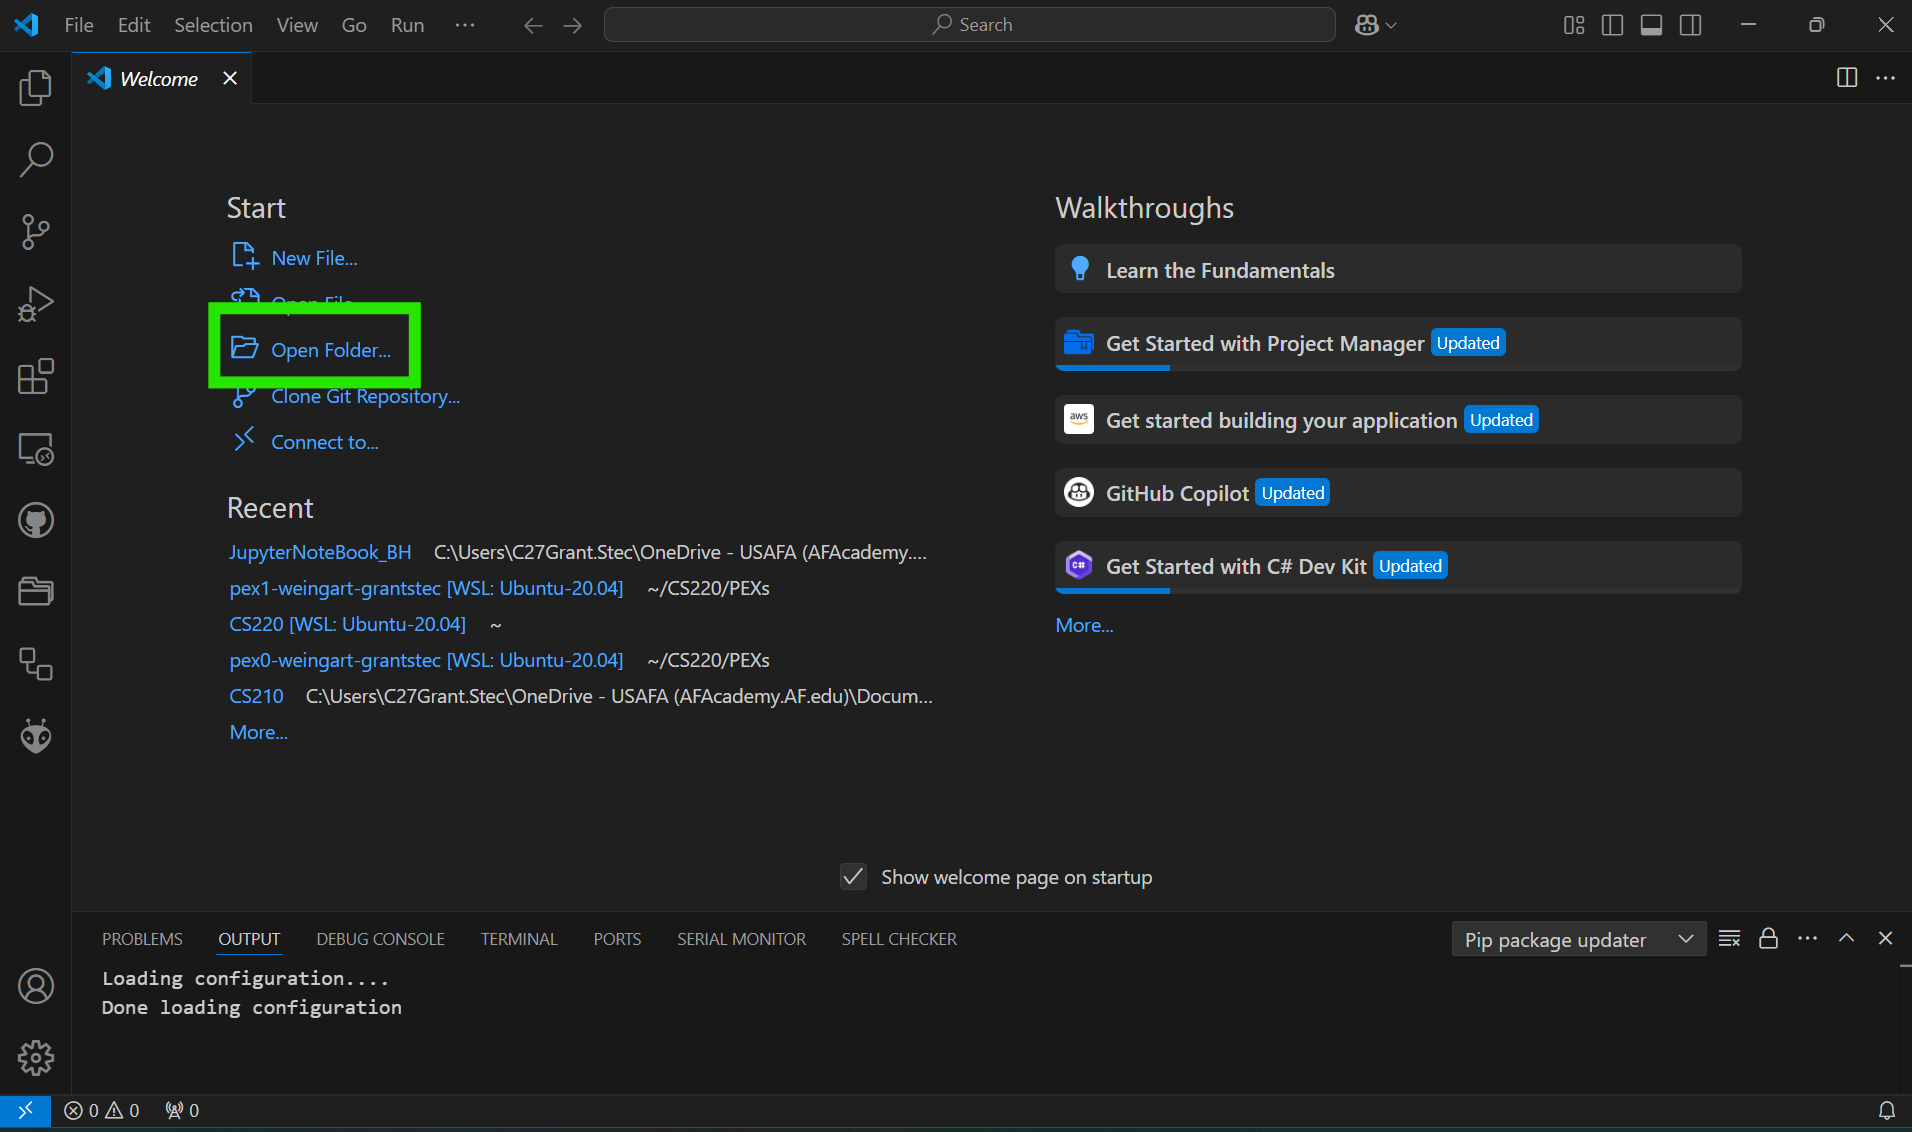 File Edit Selection View Go Run ... Search
Welcome
Start
New File...
Open File...
Open Folder...
Clone Git Repository...
Connect to...
Recent
JupyterNoteBook_BH C:\Users\C27Grant.Stec\OneDrive - USAFA (AFAcademy....
pex1-weingart-grantstec [WSL: Ubuntu-20.04] ~/CS220/PEXs
CS220 [WSL: Ubuntu-20.04] ~
pex0-weingart-grantstec [WSL: Ubuntu-20.04] ~/CS220/PEXs
CS210 C:\Users\C27Grant.Stec\OneDrive - USAFA (AFAcademy.AF.edu)\Docum...
More...
Walkthroughs
Learn the Fundamentals
Get Started with Project Manager Updated
aws Get started building your application Updated
GitHub Copilot Updated
C# Get Started with C# Dev Kit Updated
More...
Show welcome page on startup
PROBLEMS OUTPUT DEBUG CONSOLE TERMINAL PORTS SERIAL MONITOR SPELL CHECKER Pip package updater
Loading configuration....
Done loading configuration
0 0 0